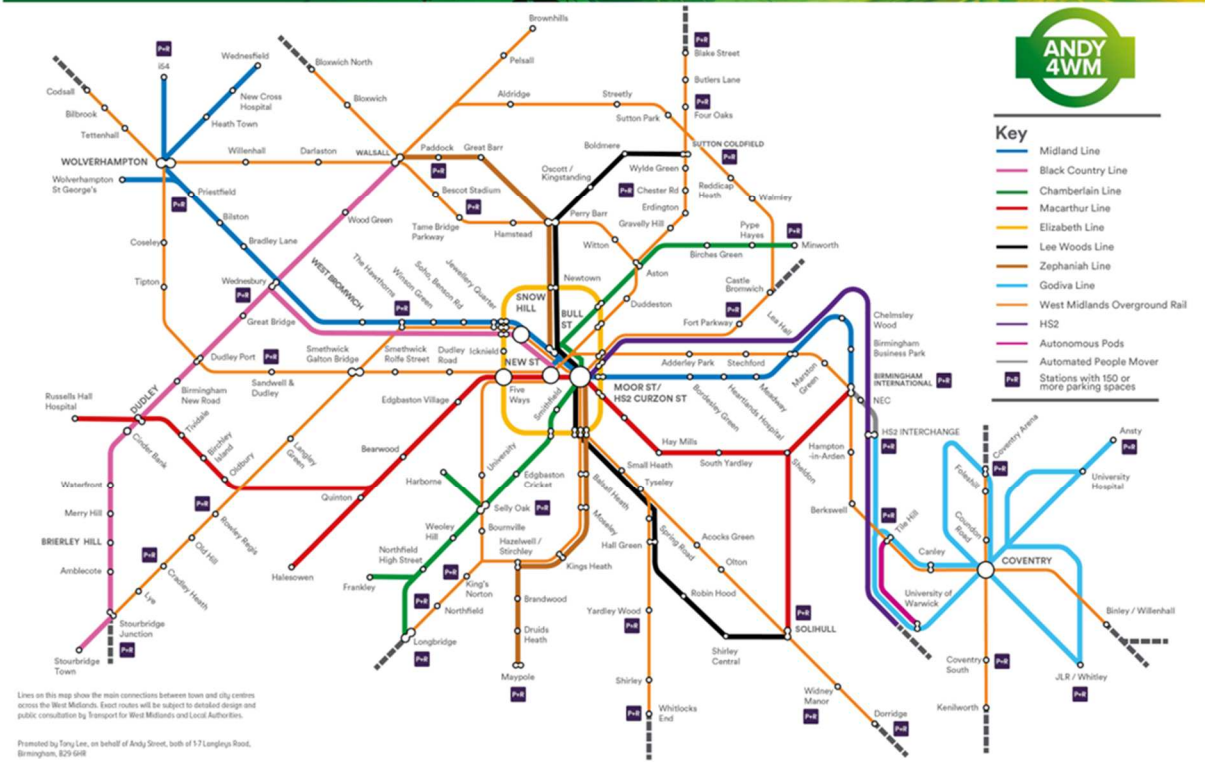 Brownhills
Pelsall
P+R
i54
Wednesfield
New Cross
Hospital
Heath Town
Codsall
Bilbrook
Tettenhall
WOLVERHAMPTON
Wolverhampton
St George's
P+R
Priestfield
Bilston
Bradley Lane
Coseley
Tipton
Willenhall
Darlaston
Bloxwich North
Bloxwich
WALSALL
Paddock
Great Barr
P+R
Bescot Stadium
P+R
Tame Bridge
Parkway
Hamstead
Wood Green
Wednesbury
P+R
Great Bridge
Dudley Port
P+R
Sandwell &
Dudley
WEST BROMWICH
The Hawthorns
Winson Green
Soho, Benson Rd
Jewellery Quarter
P+R
Smethwick
Galton Bridge
Smethwick
Rolfe Street
Dudley
Road
Icknield
Aldridge
Streetly
Sutton Park
P+R
Blake Street
Butlers Lane
P+R
Four Oaks
Boldmere
SUTTON COLDFIELD
P+R
Wylde Green
P+R
Chester Rd
Erdington
Gravelly Hill
Reddicap
Heath
Walmley
Oscott /
Kingstanding
Perry Barr
Witton
Aston
Newtown
Duddeston
Pype
Hayes
P+R
Minworth
Birches Green
Castle
Bromwich
P+R
Fort Parkway
Lea Hall
SNOW
HILL
BULL
ST
NEW ST
MOOR ST/
HS2 CURZON ST
Five
Ways
Smithfield
Adderley Park
Stechford
Bordesley Green
Heartlands Hospital
Meadway
Marston
Green
Chelmsley
Wood
Birmingham
Business Park
BIRMINGHAM
INTERNATIONAL
P+R
NEC
HS2 INTERCHANGE
P+R
Hampton
-in-Arden
Berkswell
Russells Hall
Hospital
DUDLEY
Birmingham
New Road
Tividale
Birchley
Island
Oldbury
Cinder Bank
Waterfront
Merry Hill
BRIERLEY HILL
Amblecote
Langley
Green
P+R
Rowley Regis
Old Hill
P+R
Cradley Heath
Lye
Stourbridge
Junction
P+R
Stourbridge
Town
Edgbaston Village
Bearwood
Quinton
Halesowen
University
Harborne
Edgbaston
Cricket
Selly Oak
P+R
Weoley
Hill
Bournville
Northfield
High Street
Frankley
P+R
King's
Norton
P+R
Northfield
Longbridge
P+R
Hazelwell /
Stirchley
Kings Heath
Moseley
Balsall Heath
Brandwood
Druids
Heath
Maypole
P+R
Hay Mills
South Yardley
Sheldon
Small Heath
Tyseley
Acocks Green
Olton
Spring Road
Hall Green
Robin Hood
Yardley Wood
P+R
Shirley
Central
Shirley
P+R
Whitlocks
End
P+R
SOLIHULL
Widney
Manor
P+R
Dorridge
P+R
P+R
Tile Hill
Canley
University of
Warwick
Coventry Arena
P+R
Foleshill
Coundon
Road
COVENTRY
Ansty
P+R
University
Hospital
Binley / Willenhall
JLR / Whitley
P+R
Coventry
South
P+R
Kenilworth
ANDY
4WM
Key
Midland Line
Black Country Line
Chamberlain Line
Macarthur Line
Elizabeth Line
Lee Woods Line
Zephaniah Line
Godiva Line
West Midlands Overground Rail
HS2
Autonomous Pods
Automated People Mover
P+R
Stations with 150 or
more parking spaces
Lines on this map show the main connections between town and city centres
across the West Midlands. Exact routes will be subject to detailed design and
public consultation by Transport for West Midlands and Local Authorities.
Promoted by Tony Lee, on behalf of Andy Street, both of 1-7 Langleys Road,
Birmingham, B29 6HR